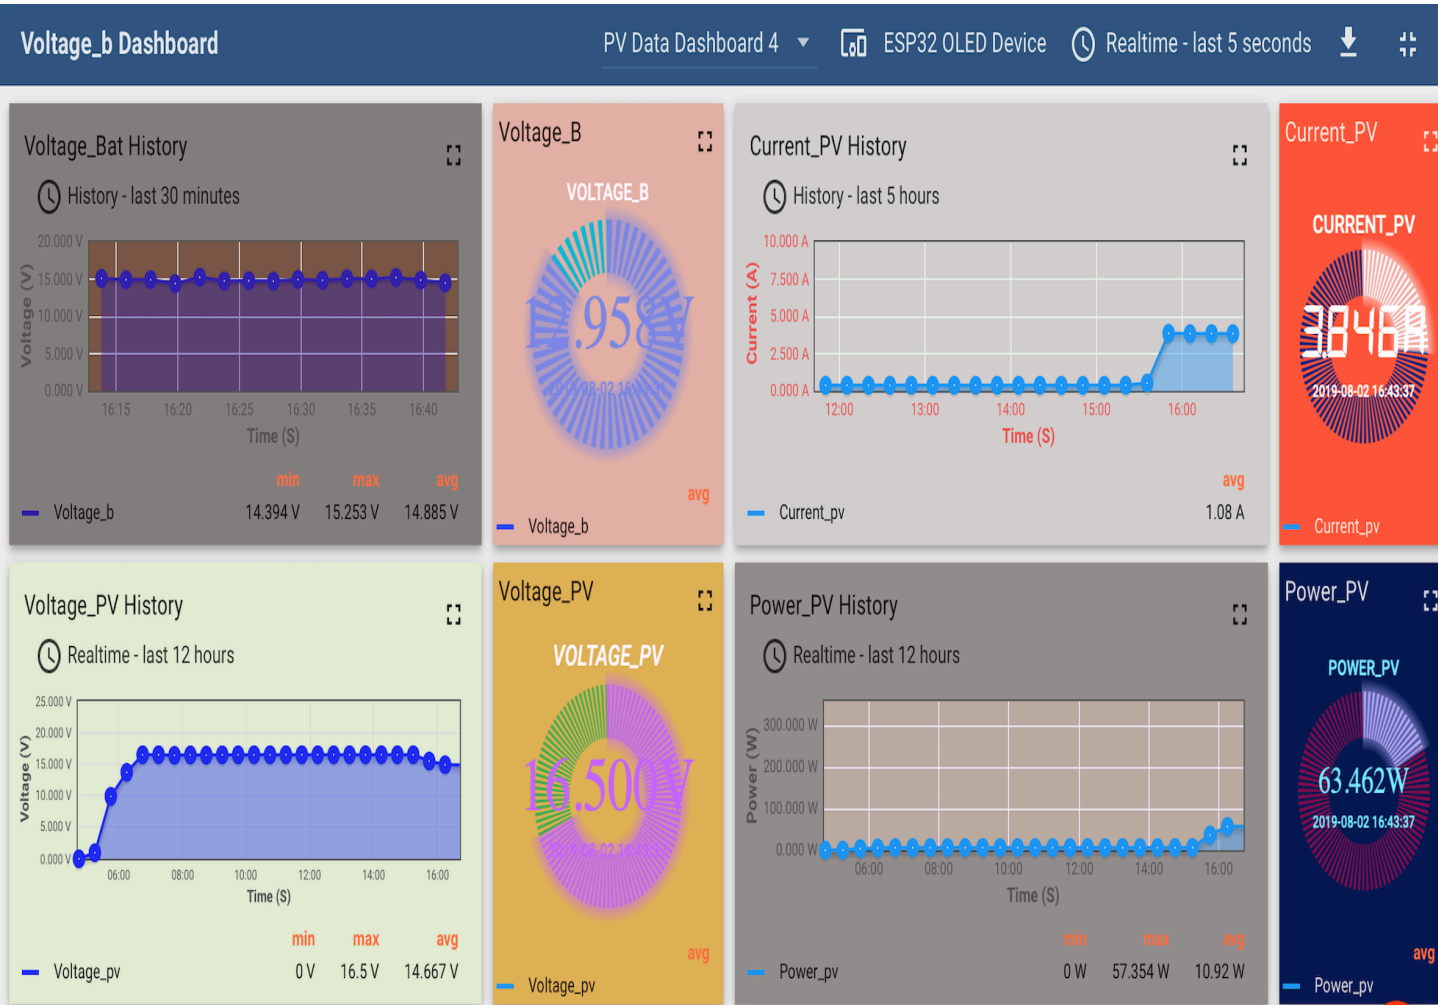 Voltage_b Dashboard
PV Data Dashboard 4
ESP32 OLED Device
Realtime - last 5 seconds
Voltage_Bat History
History - last 30 minutes
20.000 V
15.000 V
10.000 V
5.000 V
0.000 V
Voltage (V)
16:15 16:20 16:25 16:30 16:35 16:40
Time (S)
min max avg
Voltage_b 14.394 V 15.253 V 14.885 V
Voltage_B
VOLTAGE_B
.958V
avg
Voltage_b
Current_PV History
History - last 5 hours
10.000 A
7.500 A
5.000 A
2.500 A
0.000 A
Current (A)
12:00 13:00 14:00 15:00 16:00
Time (S)
avg
Current_pv 1.08 A
Current_PV
CURRENT_PV
3.846A
2019-08-02 16:43:37
Current_pv
Voltage_PV History
Realtime - last 12 hours
25.000 V
20.000 V
15.000 V
10.000 V
5.000 V
0.000 V
Voltage (V)
06:00 08:00 10:00 12:00 14:00 16:00
Time (S)
min max avg
Voltage_pv 0 V 16.5 V 14.667 V
Voltage_PV
VOLTAGE_PV
16.500V
avg
Voltage_pv
Power_PV History
Realtime - last 12 hours
300.000 W
200.000 W
100.000 W
0.000 W
Power (W)
06:00 08:00 10:00 12:00 14:00 16:00
Time (S)
min max avg
Power_pv 0 W 57.354 W 10.92 W
Power_PV
POWER_PV
63.462W
2019-08-02 16:43:37
avg
Power_pv